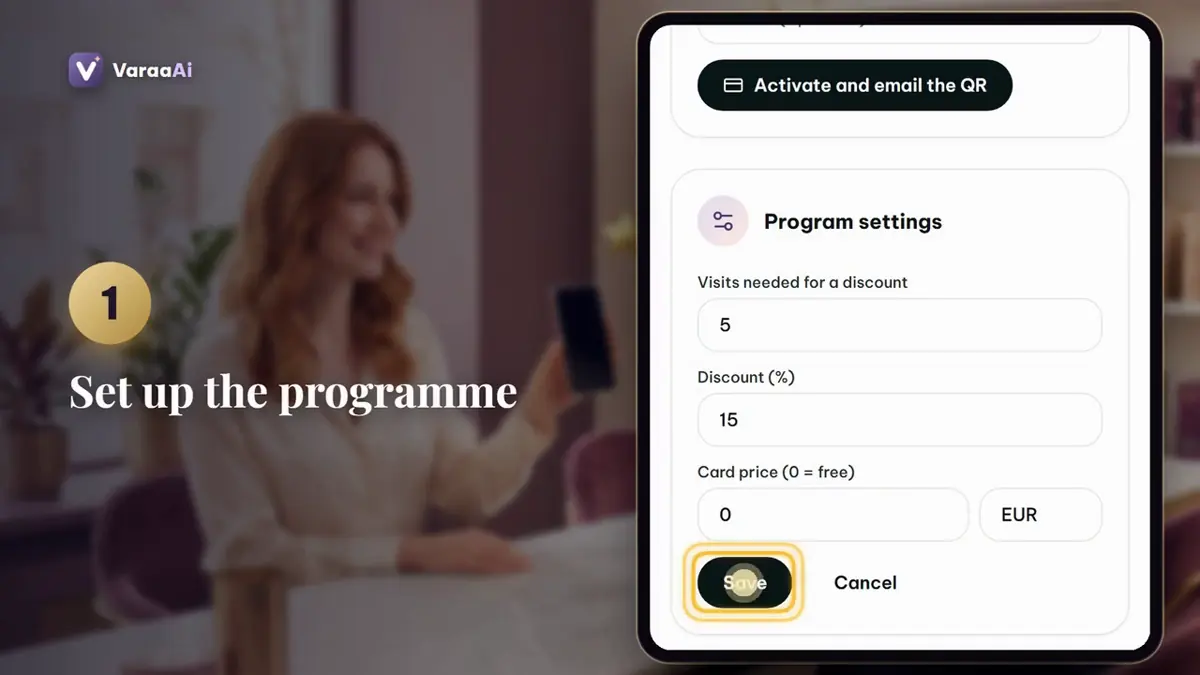 VaraaAi
1
Set up the programme
Activate and email the QR
Program settings
Visits needed for a discount
5
Discount (%)
15
Card price (0 = free)
0
EUR
Save
Cancel